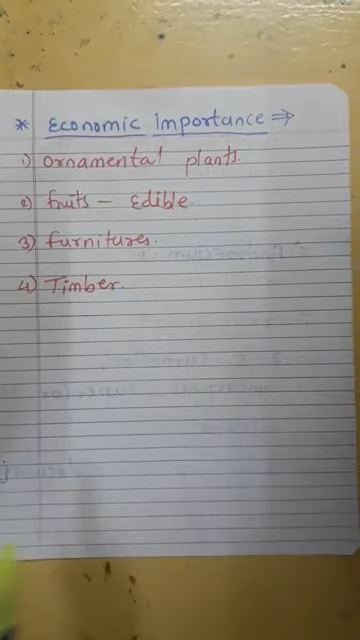 * Economic importance ⇒
1) Ornamental plants.
2) fruits - Edible.
3) furnitures.
4) Timber.